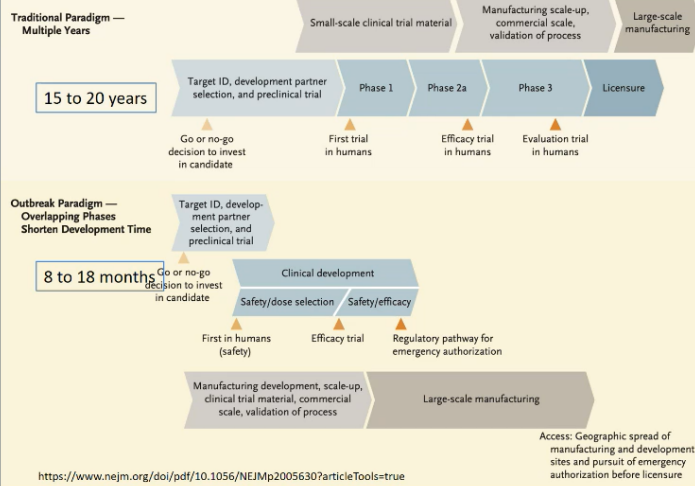 Traditional Paradigm —
Multiple Years
Small-scale clinical trial material
Manufacturing scale-up,
commercial scale,
validation of process
Large-scale
manufacturing
15 to 20 years
Target ID, development partner
selection, and preclinical trial
Phase 1
Phase 2a
Phase 3
Licensure
Go or no-go
decision to invest
in candidate
First trial
in humans
Efficacy trial
in humans
Evaluation trial
in humans
Outbreak Paradigm —
Overlapping Phases
Shorten Development Time
Target ID, develop-
ment partner
selection, and
preclinical trial
8 to 18 months
Go or no-go
decision to invest
in candidate
Clinical development
Safety/dose selection
Safety/efficacy
First in humans
(safety)
Efficacy trial
Regulatory pathway for
emergency authorization
Manufacturing development, scale-up,
clinical trial material, commercial
scale, validation of process
Large-scale manufacturing
Access: Geographic spread of
manufacturing and development
sites and pursuit of emergency
authorization before licensure
https://www.nejm.org/doi/pdf/10.1056/NEJMp2005630?articleTools=true